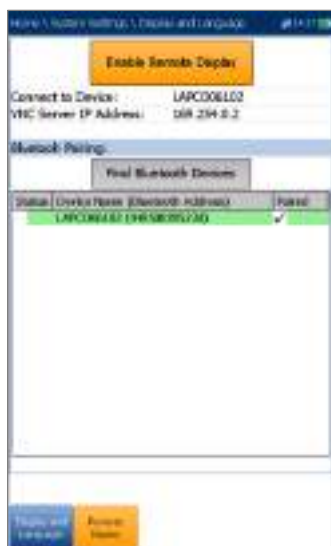 Home \ System Settings \ Display and Language
Enable Remote Display
Connect to Device: LAPC006102
VNC Server IP Address: 169.254.0.2
Bluetooth Pairing:
Find Bluetooth Devices
Status Device Name (Bluetooth Address) Paired
LAPC006102 ✓
Display and Language
Remote